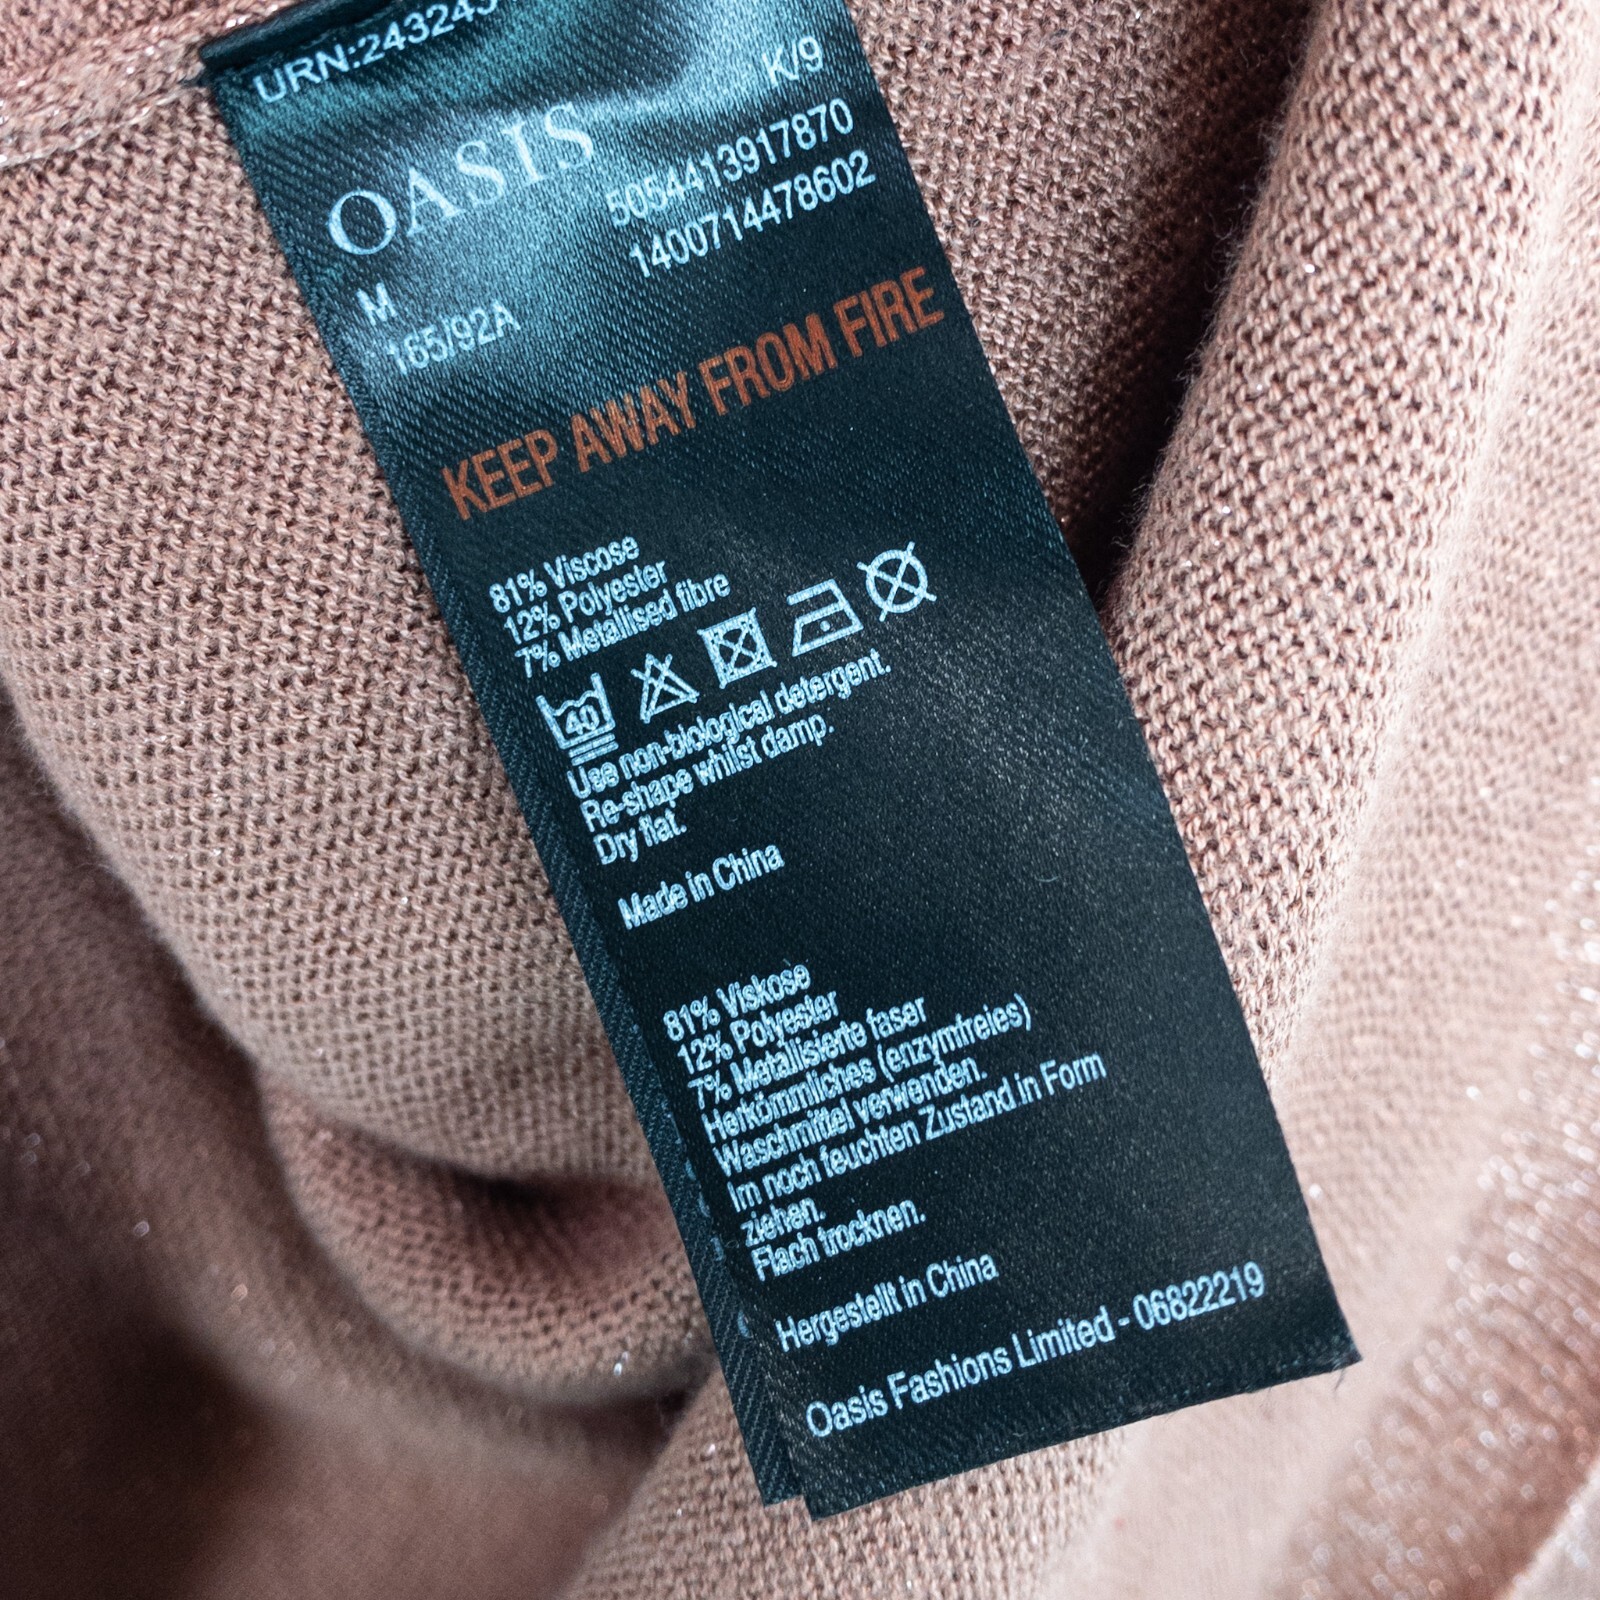 URN:243245
OASIS
K/9
5054413917870
1400714478602
M
165/92A
KEEP AWAY FROM FIRE
81% Viscose
12% Polyester
7% Metallised fibre
40
Use non-biological detergent.
Re-shape whilst damp.
Dry flat.
Made in China
81% Viskose
12% Polyester
7% Metallisierte faser
Herkömmliches (enzymfreies)
Waschmittel verwenden.
Im noch feuchten Zustand in Form
ziehen.
Flach trocknen.
Hergestellt in China
Oasis Fashions Limited - 06822219